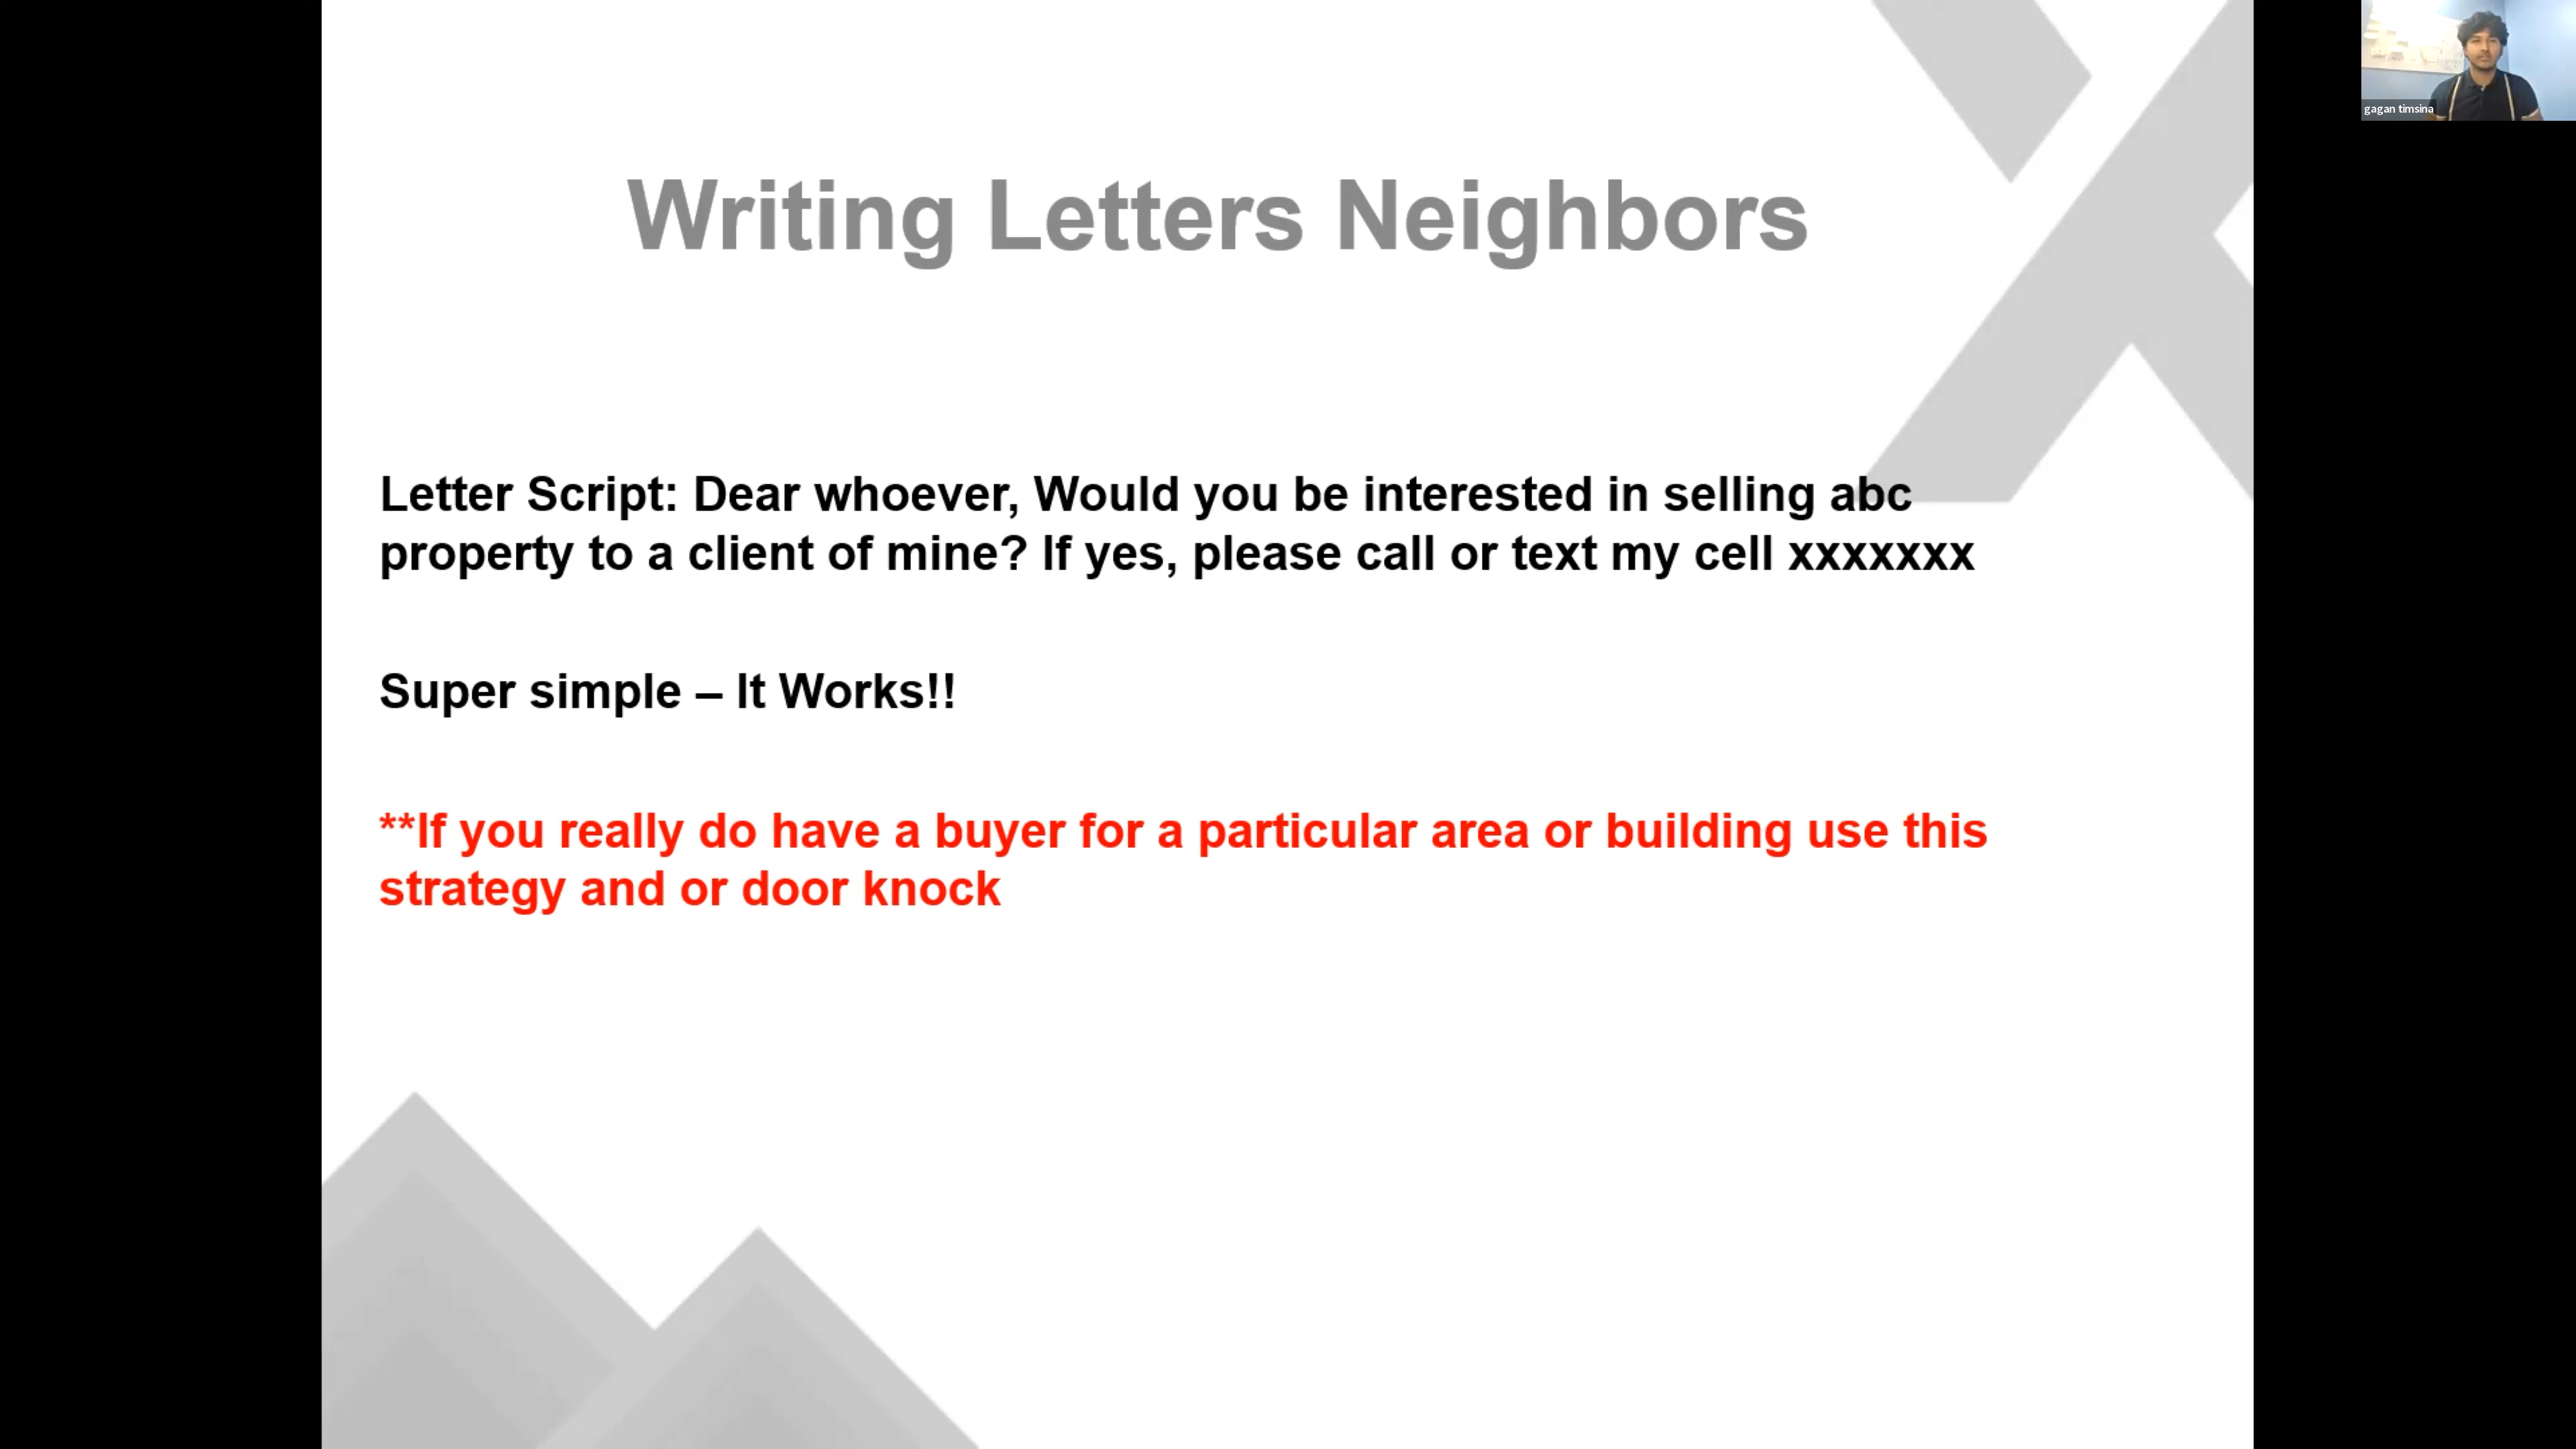 Writing Letters Neighbors
Letter Script: Dear whoever, Would you be interested in selling abc
property to a client of mine? If yes, please call or text my cell xxxxxxx
Super simple – It Works!!
**If you really do have a buyer for a particular area or building use this
strategy and or door knock
gagan timsina